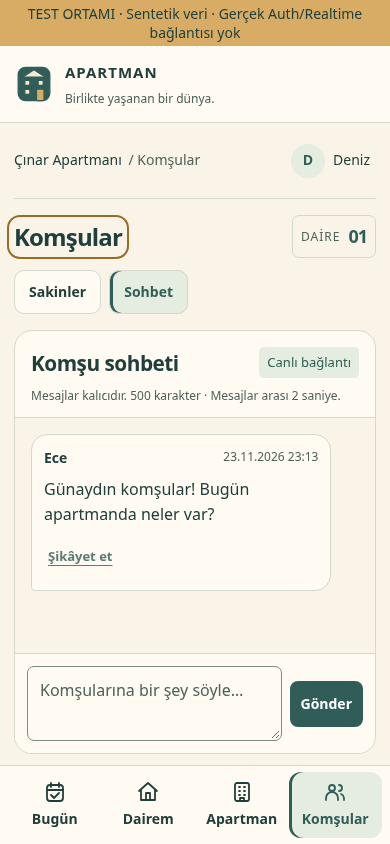 TEST ORTAMI · Sentetik veri · Gerçek Auth/Realtime
bağlantısı yok
APARTMAN
Birlikte yaşanan bir dünya.
Çınar Apartmanı / Komşular
D Deniz
Komşular
DAİRE 01
Sakinler
Sohbet
Komşu sohbeti
Canlı bağlantı
Mesajlar kalıcıdır. 500 karakter · Mesajlar arası 2 saniye.
Ece
23.11.2026 23:13
Günaydın komşular! Bugün
apartmanda neler var?
Şikâyet et
Komşularına bir şey söyle...
Gönder
Bugün
Dairem
Apartman
Komşular